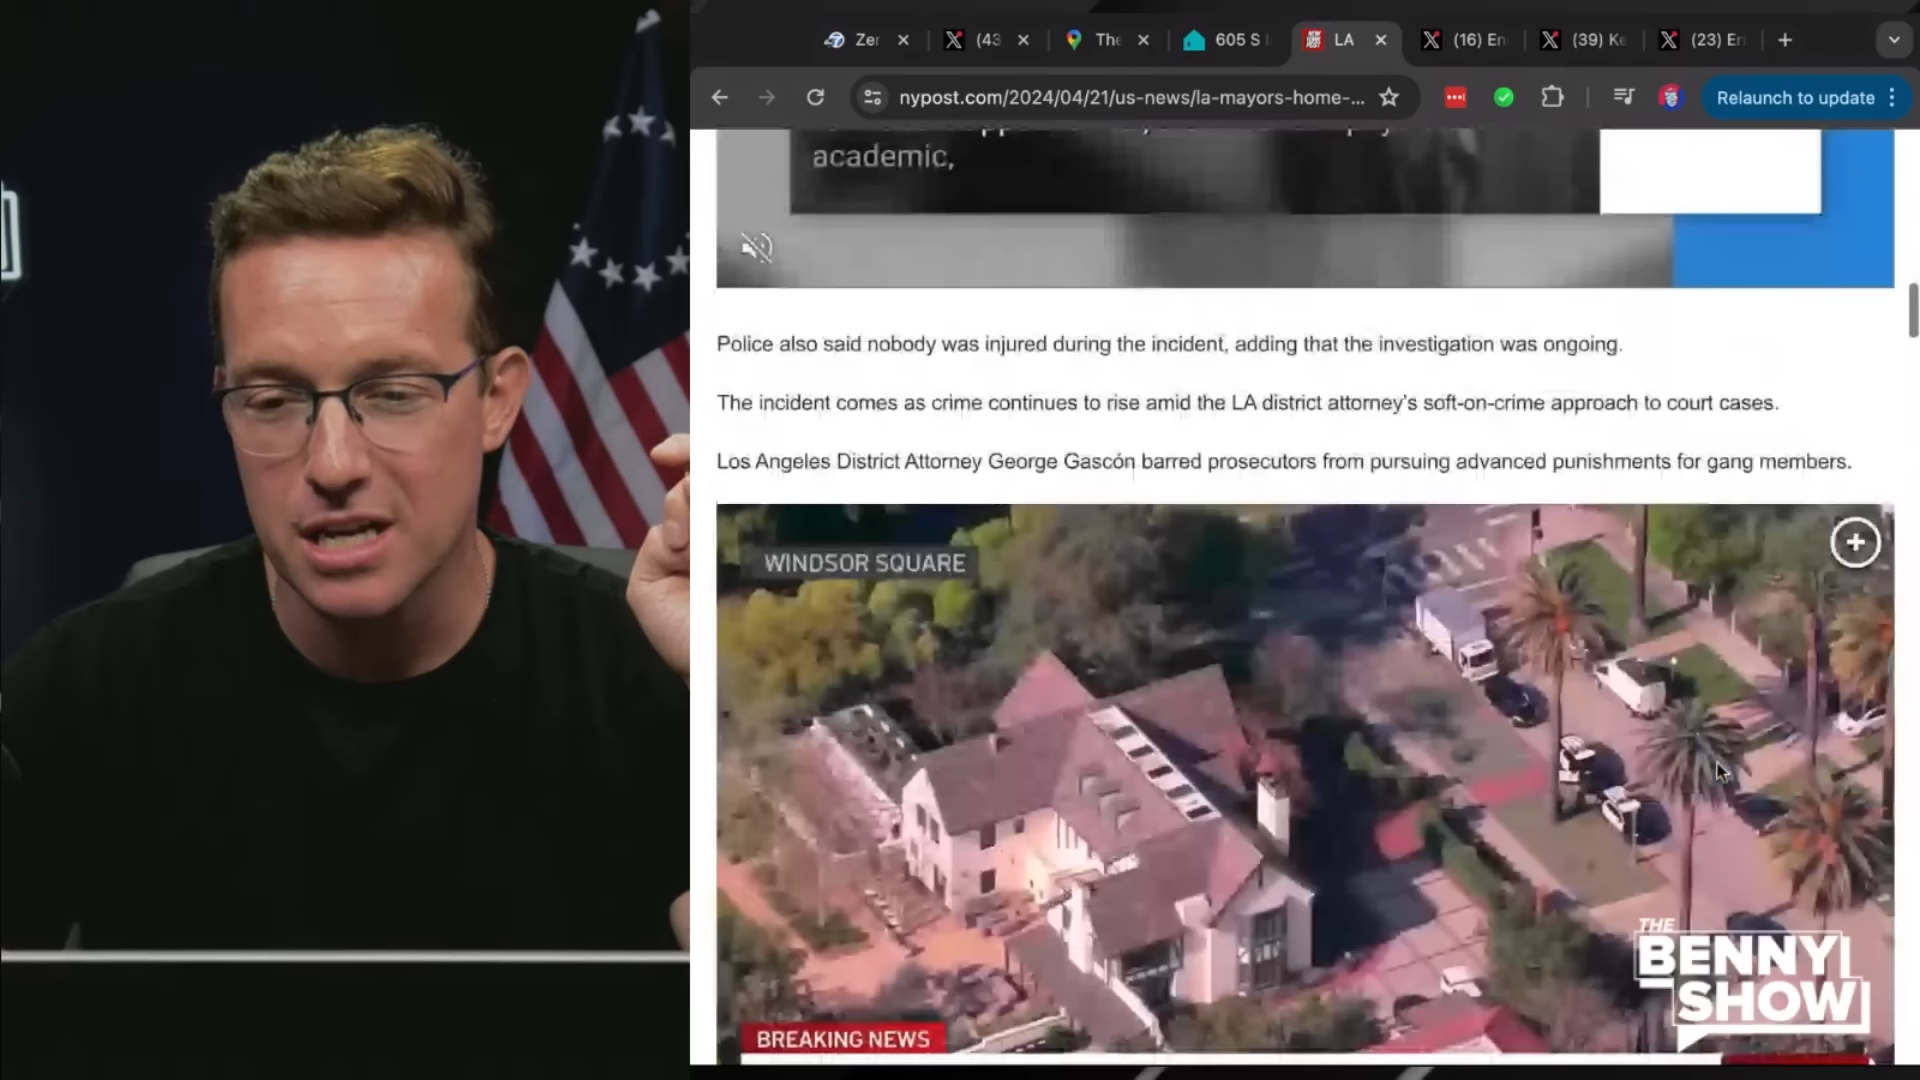 Zer
(43
The
605 S
LA
(16) En
(39) Ke
(23) Er
nypost.com/2024/04/21/us-news/la-mayors-home-...
Relaunch to update
academic,
Police also said nobody was injured during the incident, adding that the investigation was ongoing.
The incident comes as crime continues to rise amid the LA district attorney's soft-on-crime approach to court cases.
Los Angeles District Attorney George Gascón barred prosecutors from pursuing advanced punishments for gang members.
WINDSOR SQUARE
THE
BENNY
SHOW
BREAKING NEWS